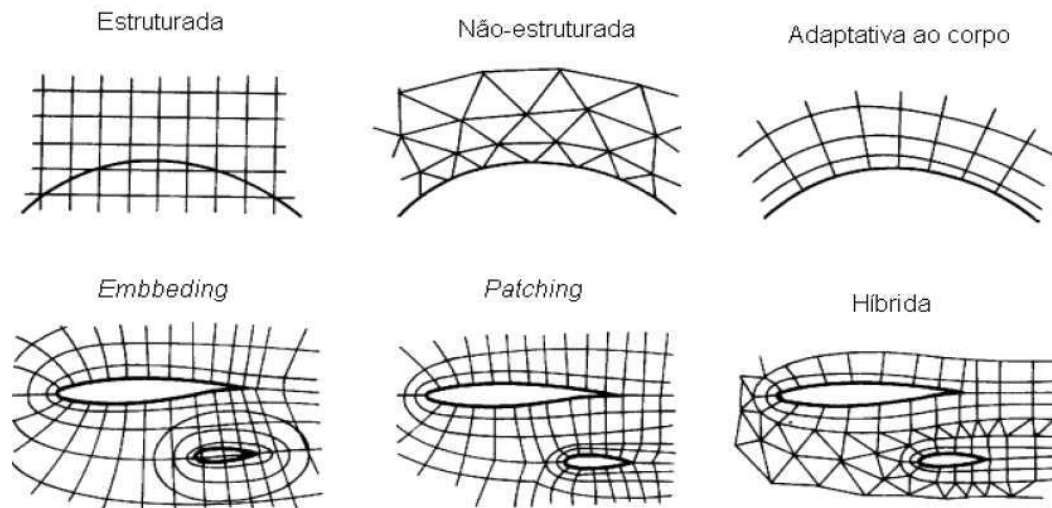 Estruturada
Não-estruturada
Adaptativa ao corpo
Embbeding
Patching
Híbrida